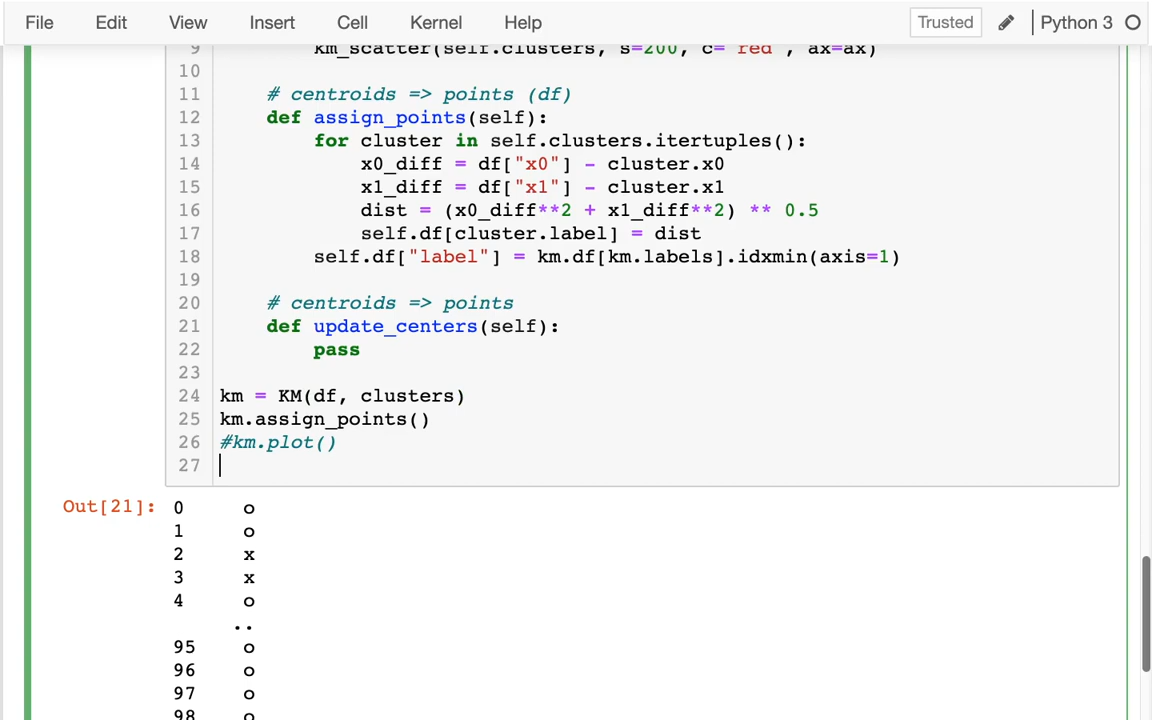 File Edit View Insert Cell Kernel Help Trusted Python 3
9 km_scatter(self.clusters, s=200, c="red", ax=ax)
10
11 # centroids => points (df)
12 def assign_points(self):
13 for cluster in self.clusters.itertuples():
14 x0_diff = df["x0"] - cluster.x0
15 x1_diff = df["x1"] - cluster.x1
16 dist = (x0_diff**2 + x1_diff**2) ** 0.5
17 self.df[cluster.label] = dist
18 self.df["label"] = km.df[km.labels].idxmin(axis=1)
19
20 # centroids => points
21 def update_centers(self):
22 pass
23
24 km = KM(df, clusters)
25 km.assign_points()
26 #km.plot()
27
Out[21]: 0 o
1 o
2 x
3 x
4 o
..
95 o
96 o
97 o
98 o